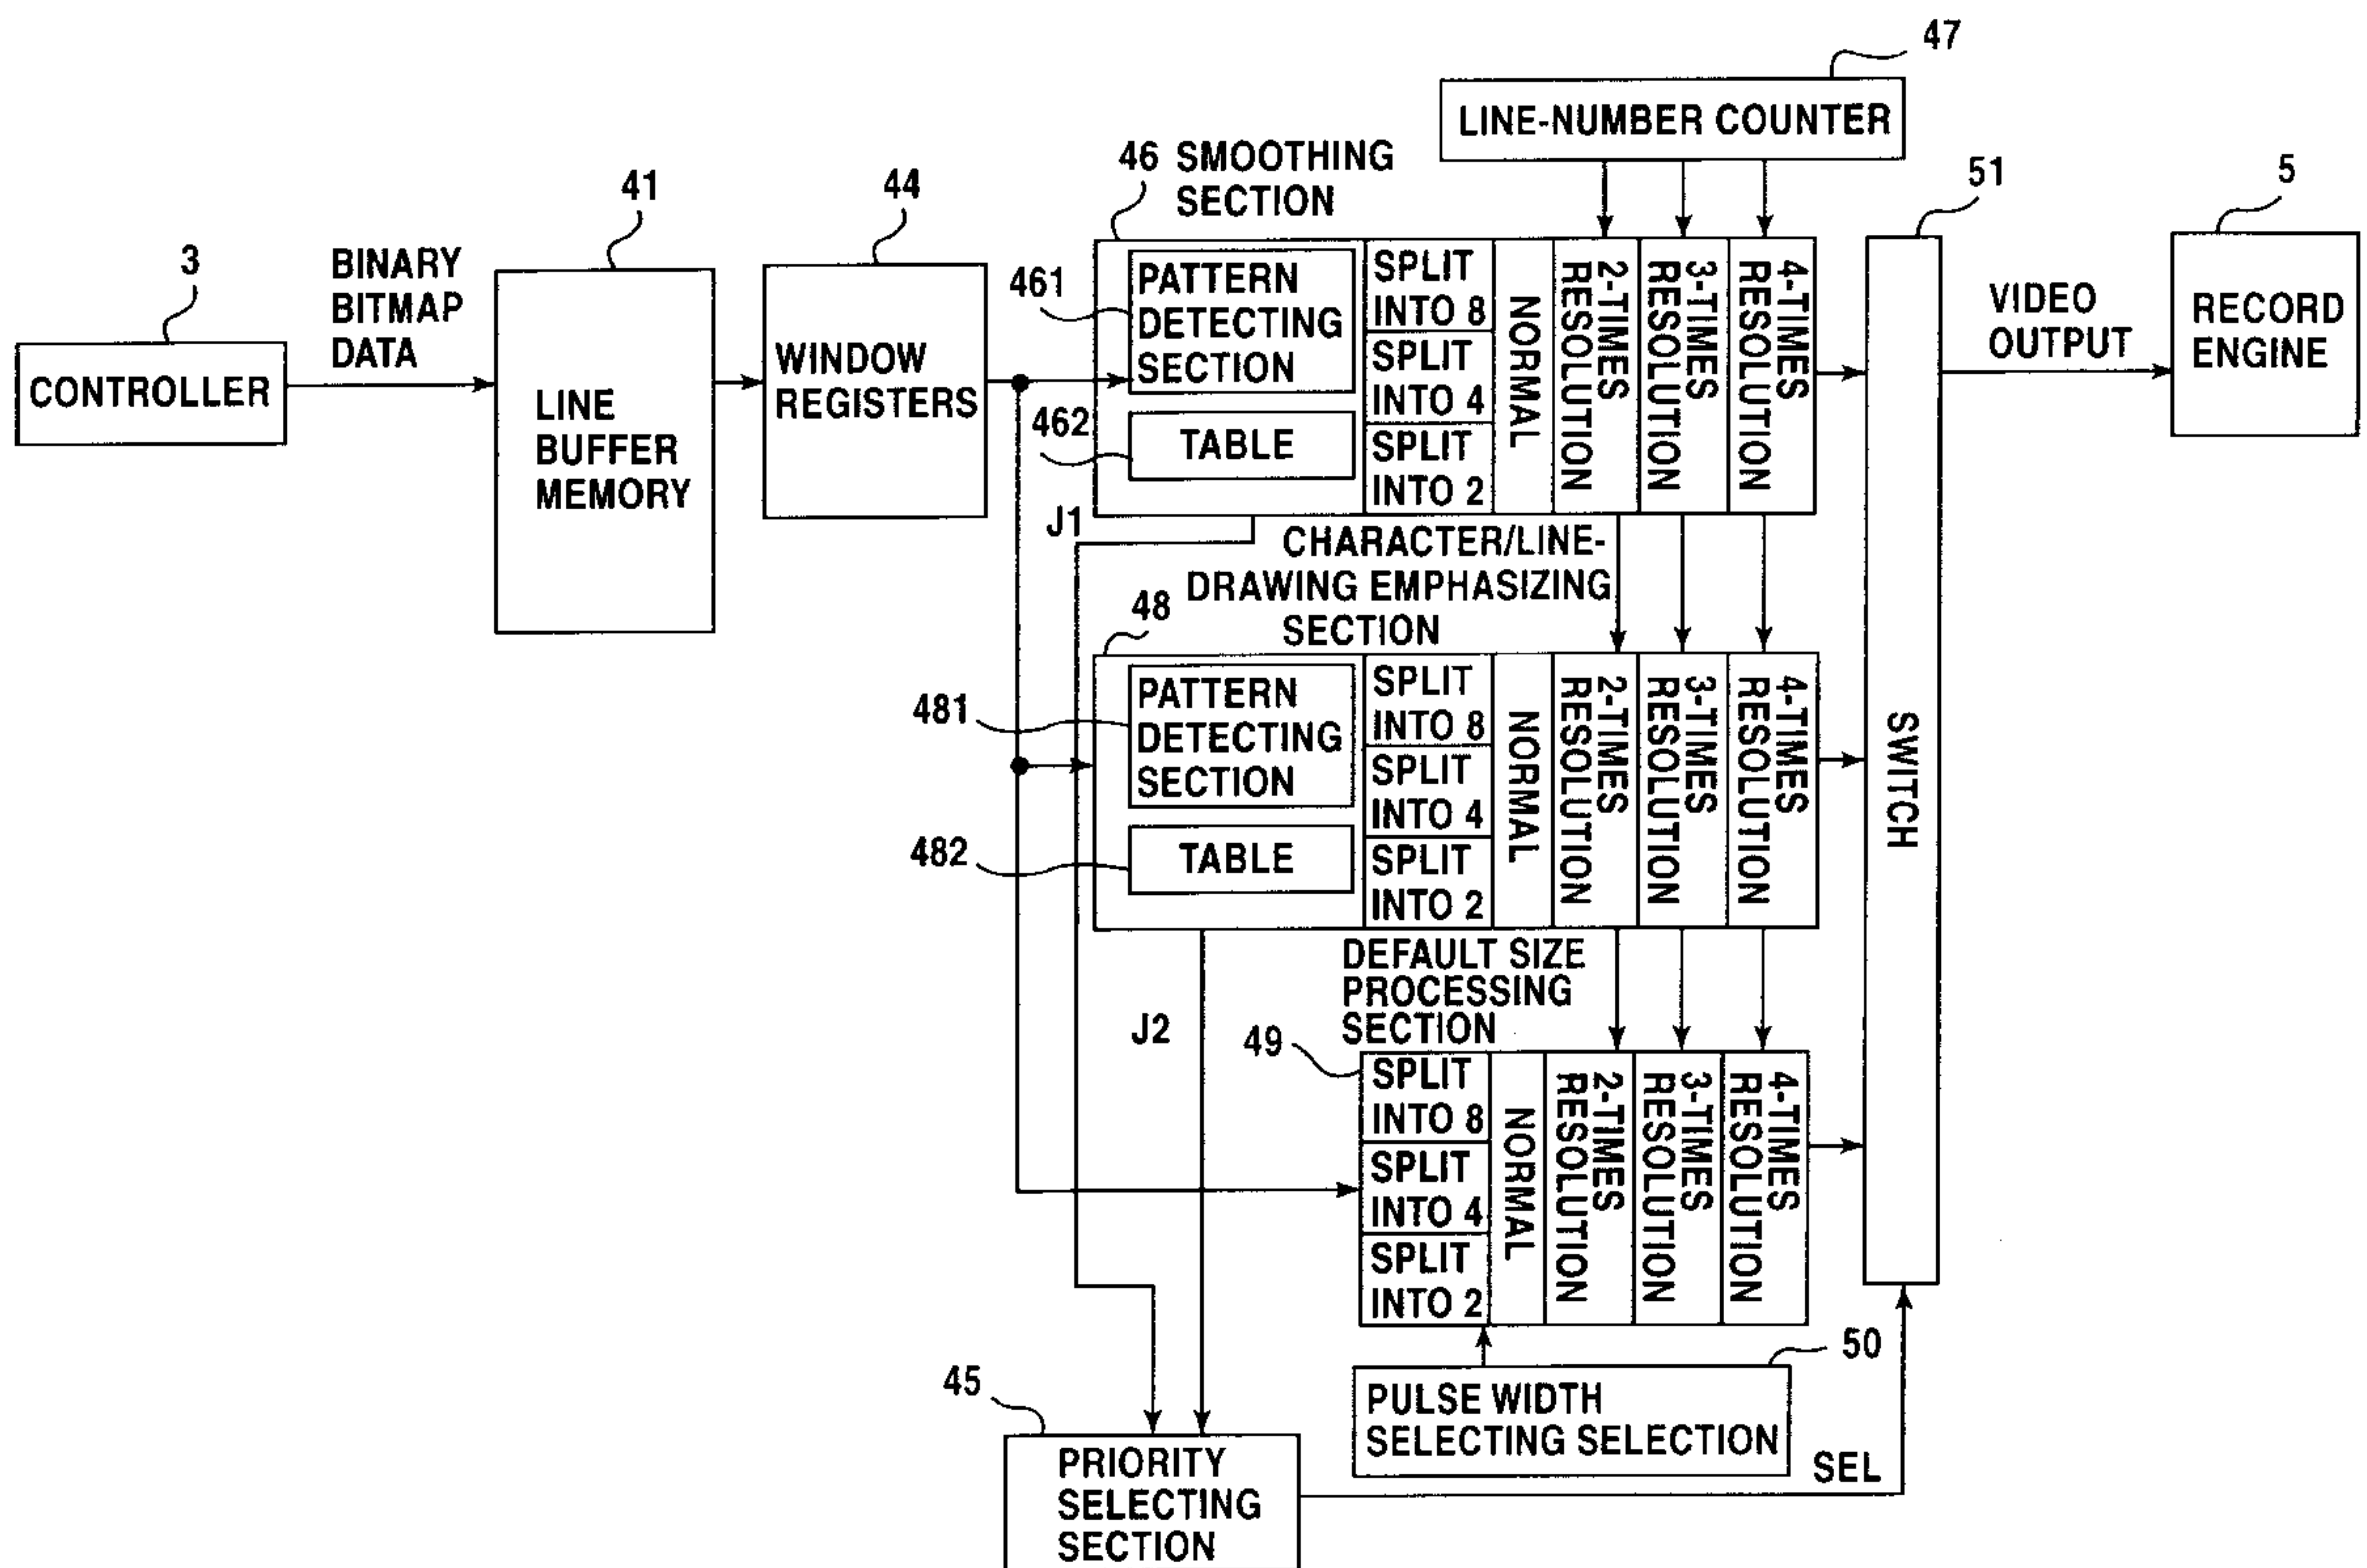 47
LINE-NUMBER COUNTER
46 SMOOTHING
SECTION
41
44
51
5
3
BINARY
BITMAP
DATA
CONTROLLER
LINE
BUFFER
MEMORY
WINDOW
REGISTERS
461
PATTERN
DETECTING
SECTION
462
TABLE
SPLIT
INTO 8
SPLIT
INTO 4
SPLIT
INTO 2
NORMAL
2-TIMES
RESOLUTION
3-TIMES
RESOLUTION
4-TIMES
RESOLUTION
VIDEO
OUTPUT
RECORD
ENGINE
J1
CHARACTER/LINE-
DRAWING EMPHASIZING
SECTION
48
481
PATTERN
DETECTING
SECTION
482
TABLE
SPLIT
INTO 8
SPLIT
INTO 4
SPLIT
INTO 2
NORMAL
2-TIMES
RESOLUTION
3-TIMES
RESOLUTION
4-TIMES
RESOLUTION
SWITCH
DEFAULT SIZE
PROCESSING
SECTION
J2
49
SPLIT
INTO 8
SPLIT
INTO 4
SPLIT
INTO 2
NORMAL
2-TIMES
RESOLUTION
3-TIMES
RESOLUTION
4-TIMES
RESOLUTION
50
PULSE WIDTH
SELECTING SELECTION
45
PRIORITY
SELECTING
SECTION
SEL